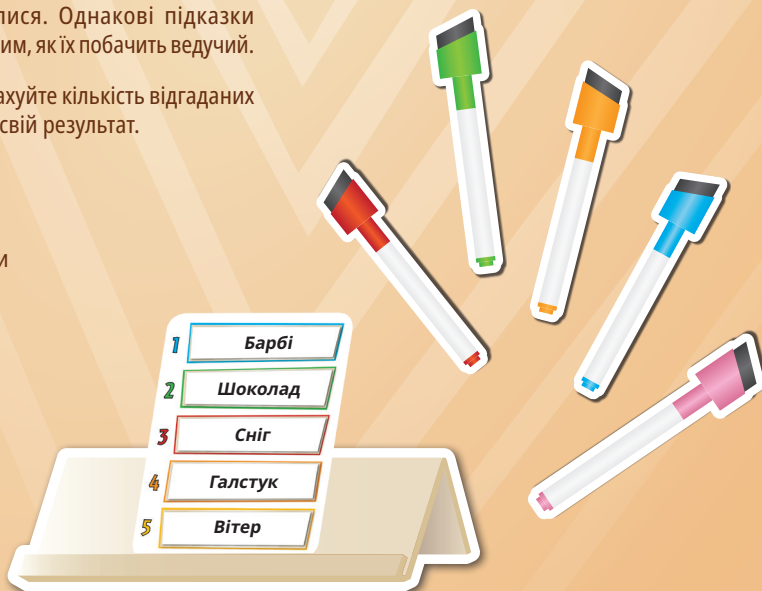 лися. Однакові підказки
им, як їх побачить ведучий.
ахуйте кількість відгаданих
свій результат.
и
1 Барбі
2 Шоколад
3 Сніг
4 Галстук
5 Вітер